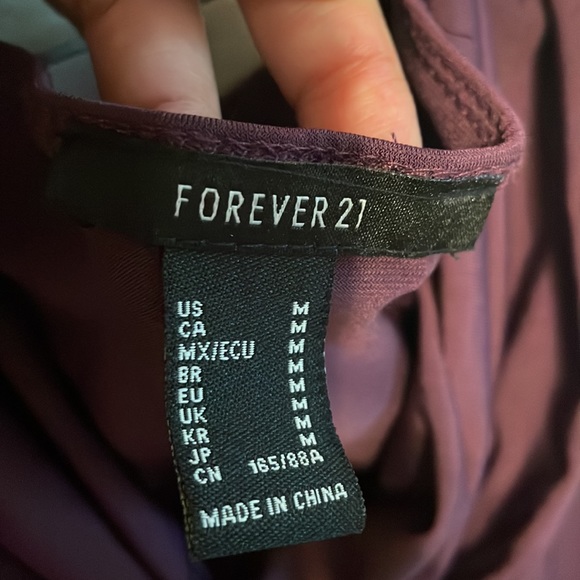 FOREVER 21
US M
CA M
MX/ECU M
BR M
EU M
UK M
KR M
JP M
CN 165/88A
MADE IN CHINA